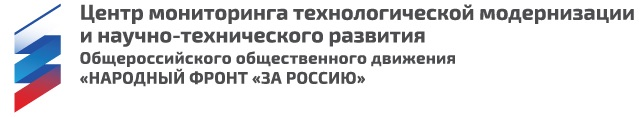 Центр мониторинга технологической модернизации
и научно-технического развития
Общероссийского общественного движения
«НАРОДНЫЙ ФРОНТ «ЗА РОССИЮ»